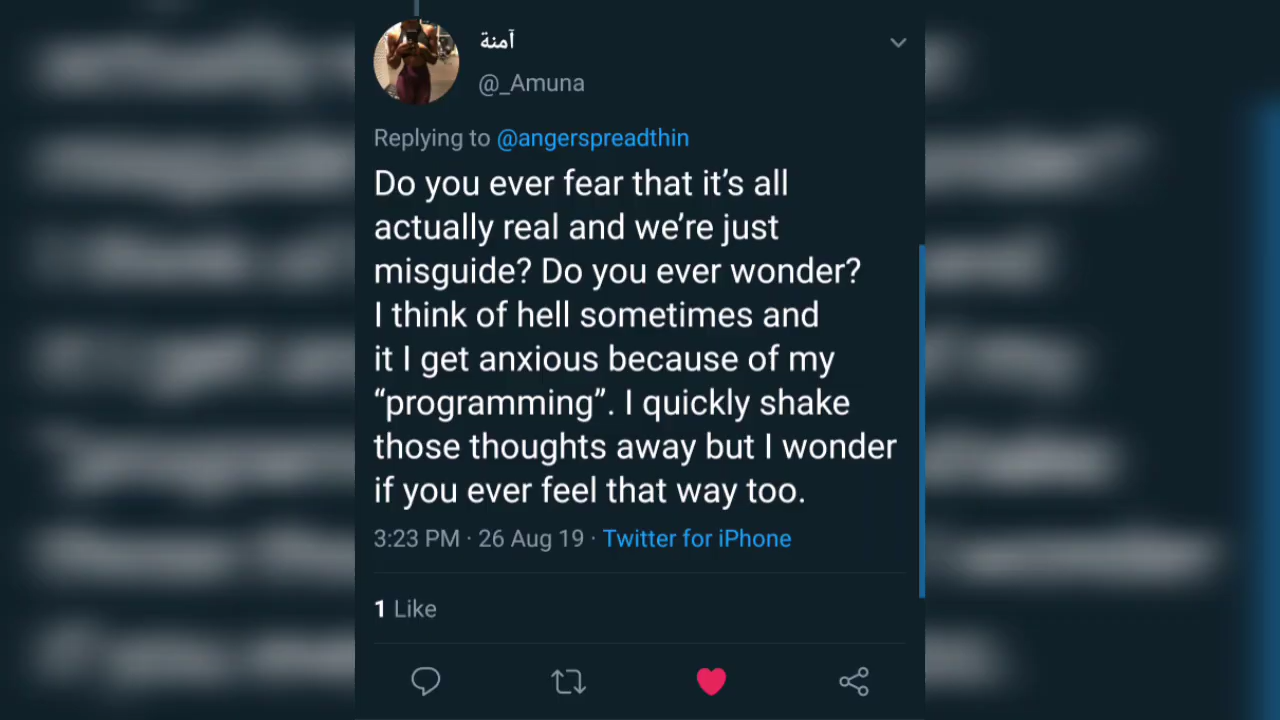 آمنة
@_Amuna
Replying to @angerspreadthin
Do you ever fear that it’s all
actually real and we’re just
misguide? Do you ever wonder?
I think of hell sometimes and
it I get anxious because of my
“programming”. I quickly shake
those thoughts away but I wonder
if you ever feel that way too.
3:23 PM · 26 Aug 19 · Twitter for iPhone
1 Like